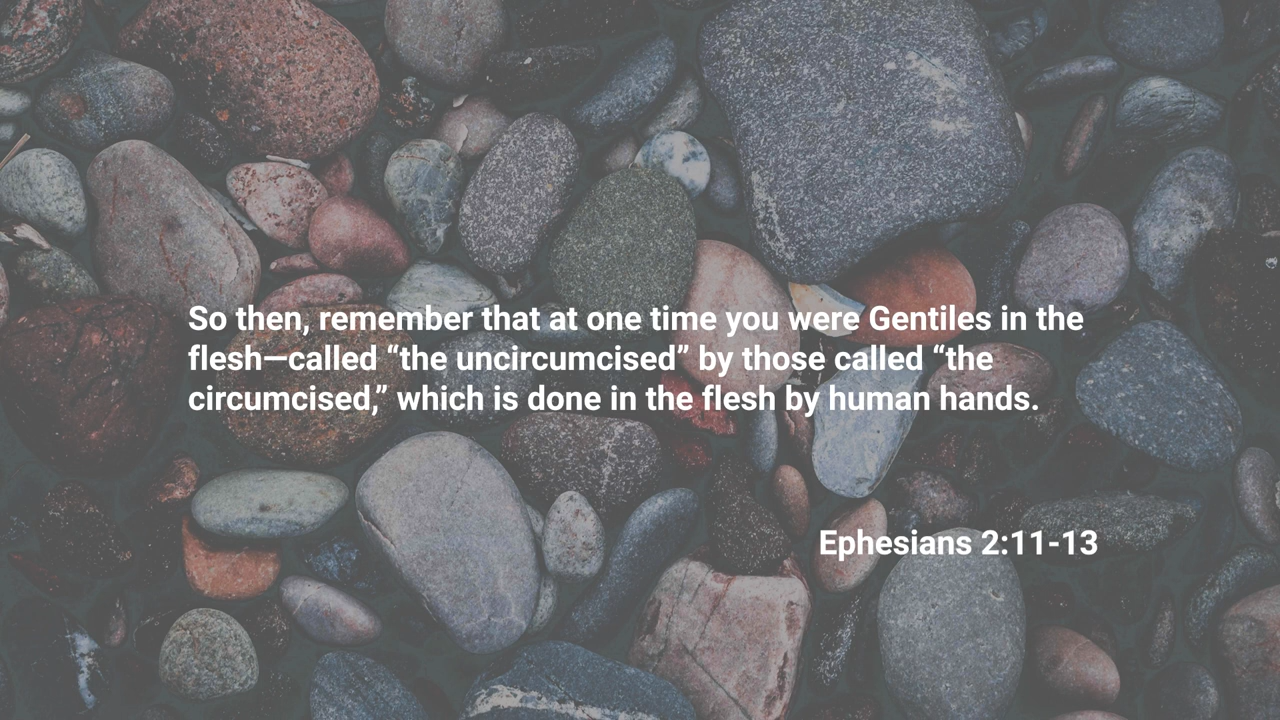 So then, remember that at one time you were Gentiles in the
flesh—called “the uncircumcised” by those called “the
circumcised,” which is done in the flesh by human hands.
Ephesians 2:11-13